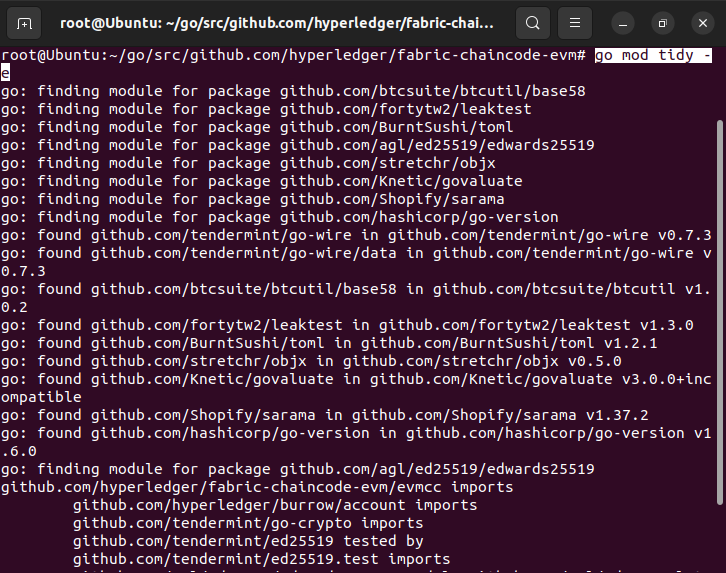 root@Ubuntu: ~/go/src/github.com/hyperledger/fabric-chai...
root@Ubuntu:~/go/src/github.com/hyperledger/fabric-chaincode-evm# go mod tidy -
e
go: finding module for package github.com/btcsuite/btcutil/base58
go: finding module for package github.com/fortytw2/leaktest
go: finding module for package github.com/BurntSushi/toml
go: finding module for package github.com/agl/ed25519/edwards25519
go: finding module for package github.com/stretchr/objx
go: finding module for package github.com/Knetic/govaluate
go: finding module for package github.com/Shopify/sarama
go: finding module for package github.com/hashicorp/go-version
go: found github.com/tendermint/go-wire in github.com/tendermint/go-wire v0.7.3
go: found github.com/tendermint/go-wire/data in github.com/tendermint/go-wire v
0.7.3
go: found github.com/btcsuite/btcutil/base58 in github.com/btcsuite/btcutil v1.
0.2
go: found github.com/fortytw2/leaktest in github.com/fortytw2/leaktest v1.3.0
go: found github.com/BurntSushi/toml in github.com/BurntSushi/toml v1.2.1
go: found github.com/stretchr/objx in github.com/stretchr/objx v0.5.0
go: found github.com/Knetic/govaluate in github.com/Knetic/govaluate v3.0.0+inc
ompatible
go: found github.com/Shopify/sarama in github.com/Shopify/sarama v1.37.2
go: found github.com/hashicorp/go-version in github.com/hashicorp/go-version v1
.6.0
go: finding module for package github.com/agl/ed25519/edwards25519
github.com/hyperledger/fabric-chaincode-evm/evmcc imports
        github.com/hyperledger/burrow/account imports
        github.com/tendermint/go-crypto imports
        github.com/tendermint/ed25519 tested by
        github.com/tendermint/ed25519.test imports